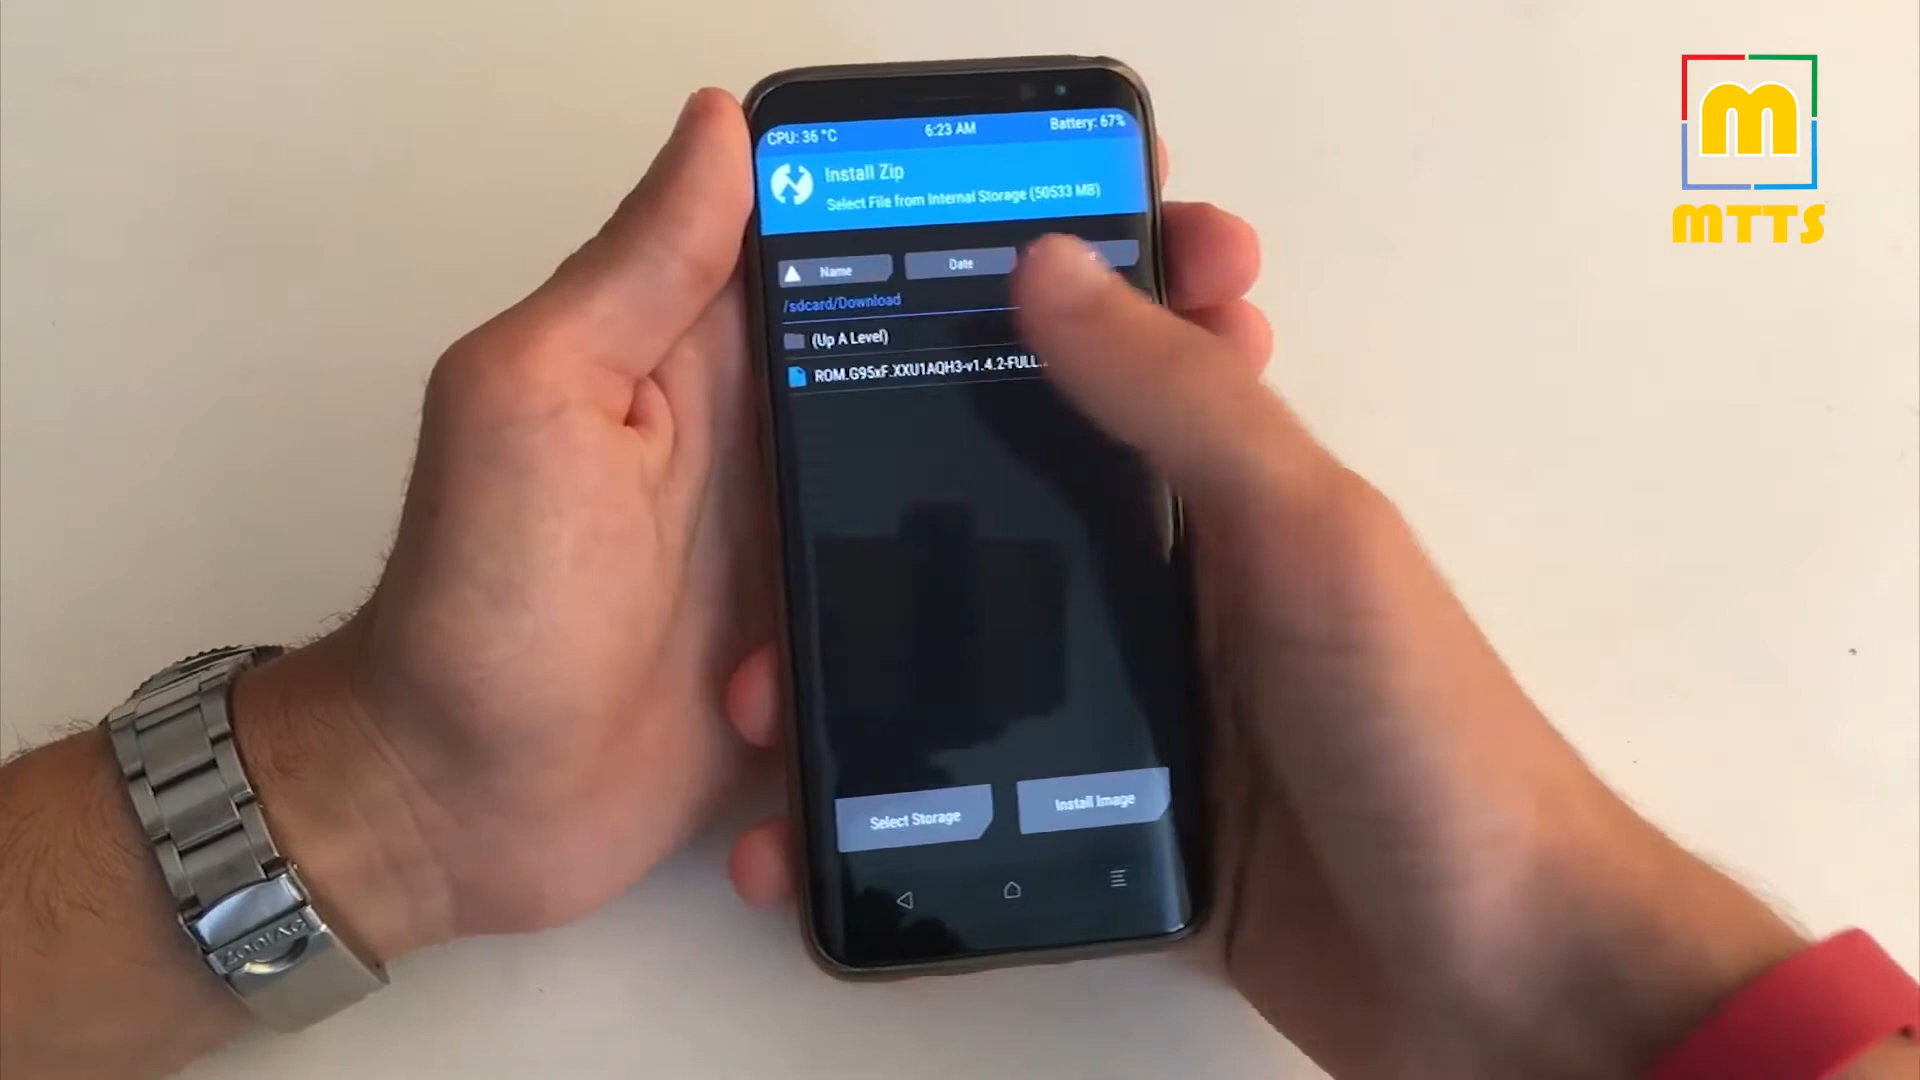 CPU: 36 °C 6:23 AM Battery: 67%
Install Zip
Select File from Internal Storage (50533 MB)
Name Date
/sdcard/Download
(Up A Level)
ROM.G95xF.XXU1AQH3-v1.4.2-FULL.
Select Storage Install Image
ZODIAC
m
MTTS